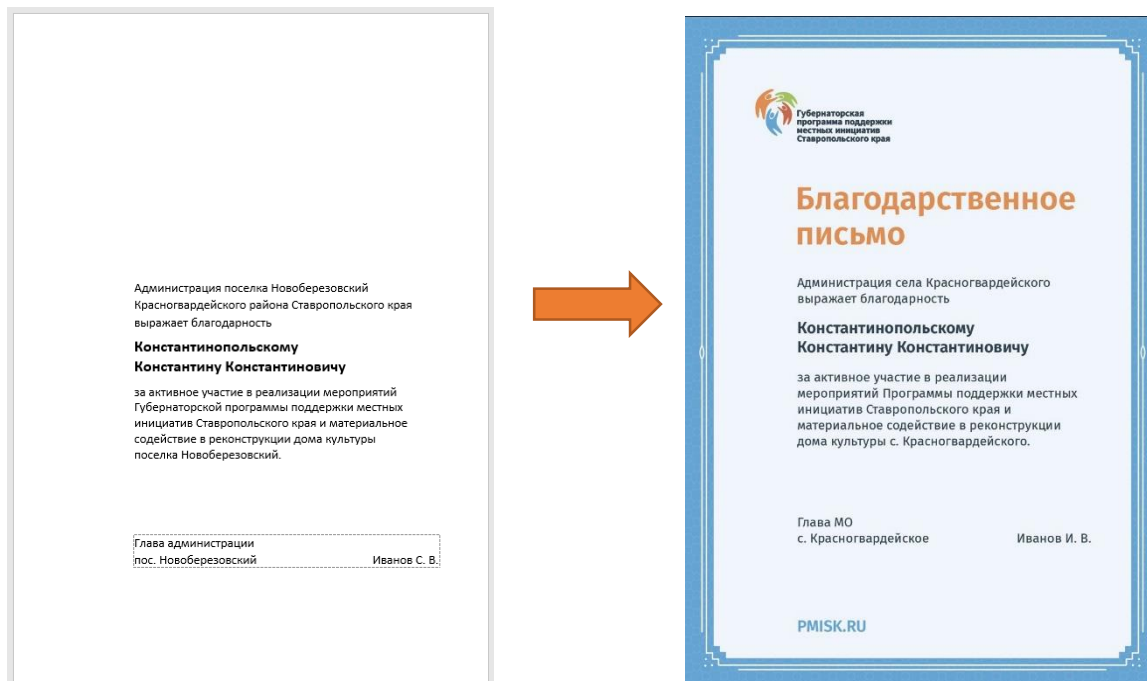 Администрация поселка Новоберезовский
Красногвардейского района Ставропольского края
выражает благодарность
Константинопольскому
Константину Константиновичу
за активное участие в реализации мероприятий
Губернаторской программы поддержки местных
инициатив Ставропольского края и материальное
содействие в реконструкции дома культуры
поселка Новоберезовский.
Глава администрации
пос. Новоберезовский Иванов С. В.
Губернаторская
программа поддержки
местных инициатив
Ставропольского края
Благодарственное
письмо
Администрация села Красногвардейского
выражает благодарность
Константинопольскому
Константину Константиновичу
за активное участие в реализации
мероприятий Программы поддержки местных
инициатив Ставропольского края и
материальное содействие в реконструкции
дома культуры с. Красногвардейского.
Глава МО
с. Красногвардейское Иванов И. В.
PMISK.RU